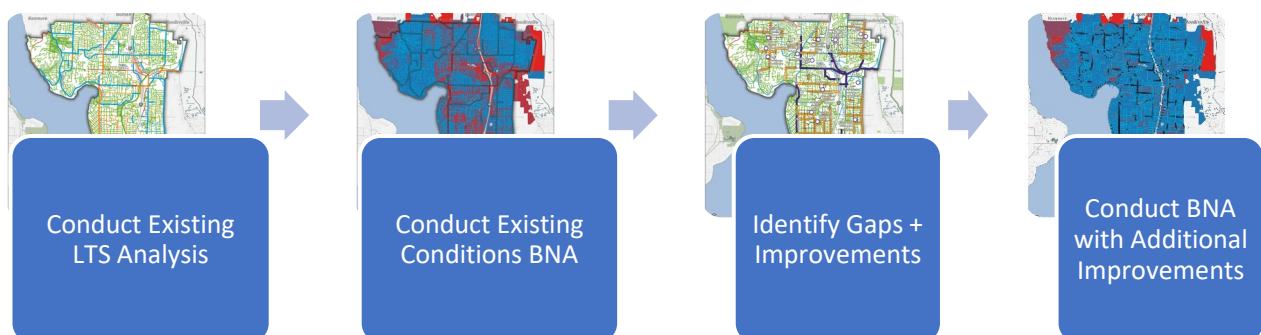 Conduct Existing
LTS Analysis
Conduct Existing
Conditions BNA
Identify Gaps +
Improvements
Conduct BNA
with Additional
Improvements